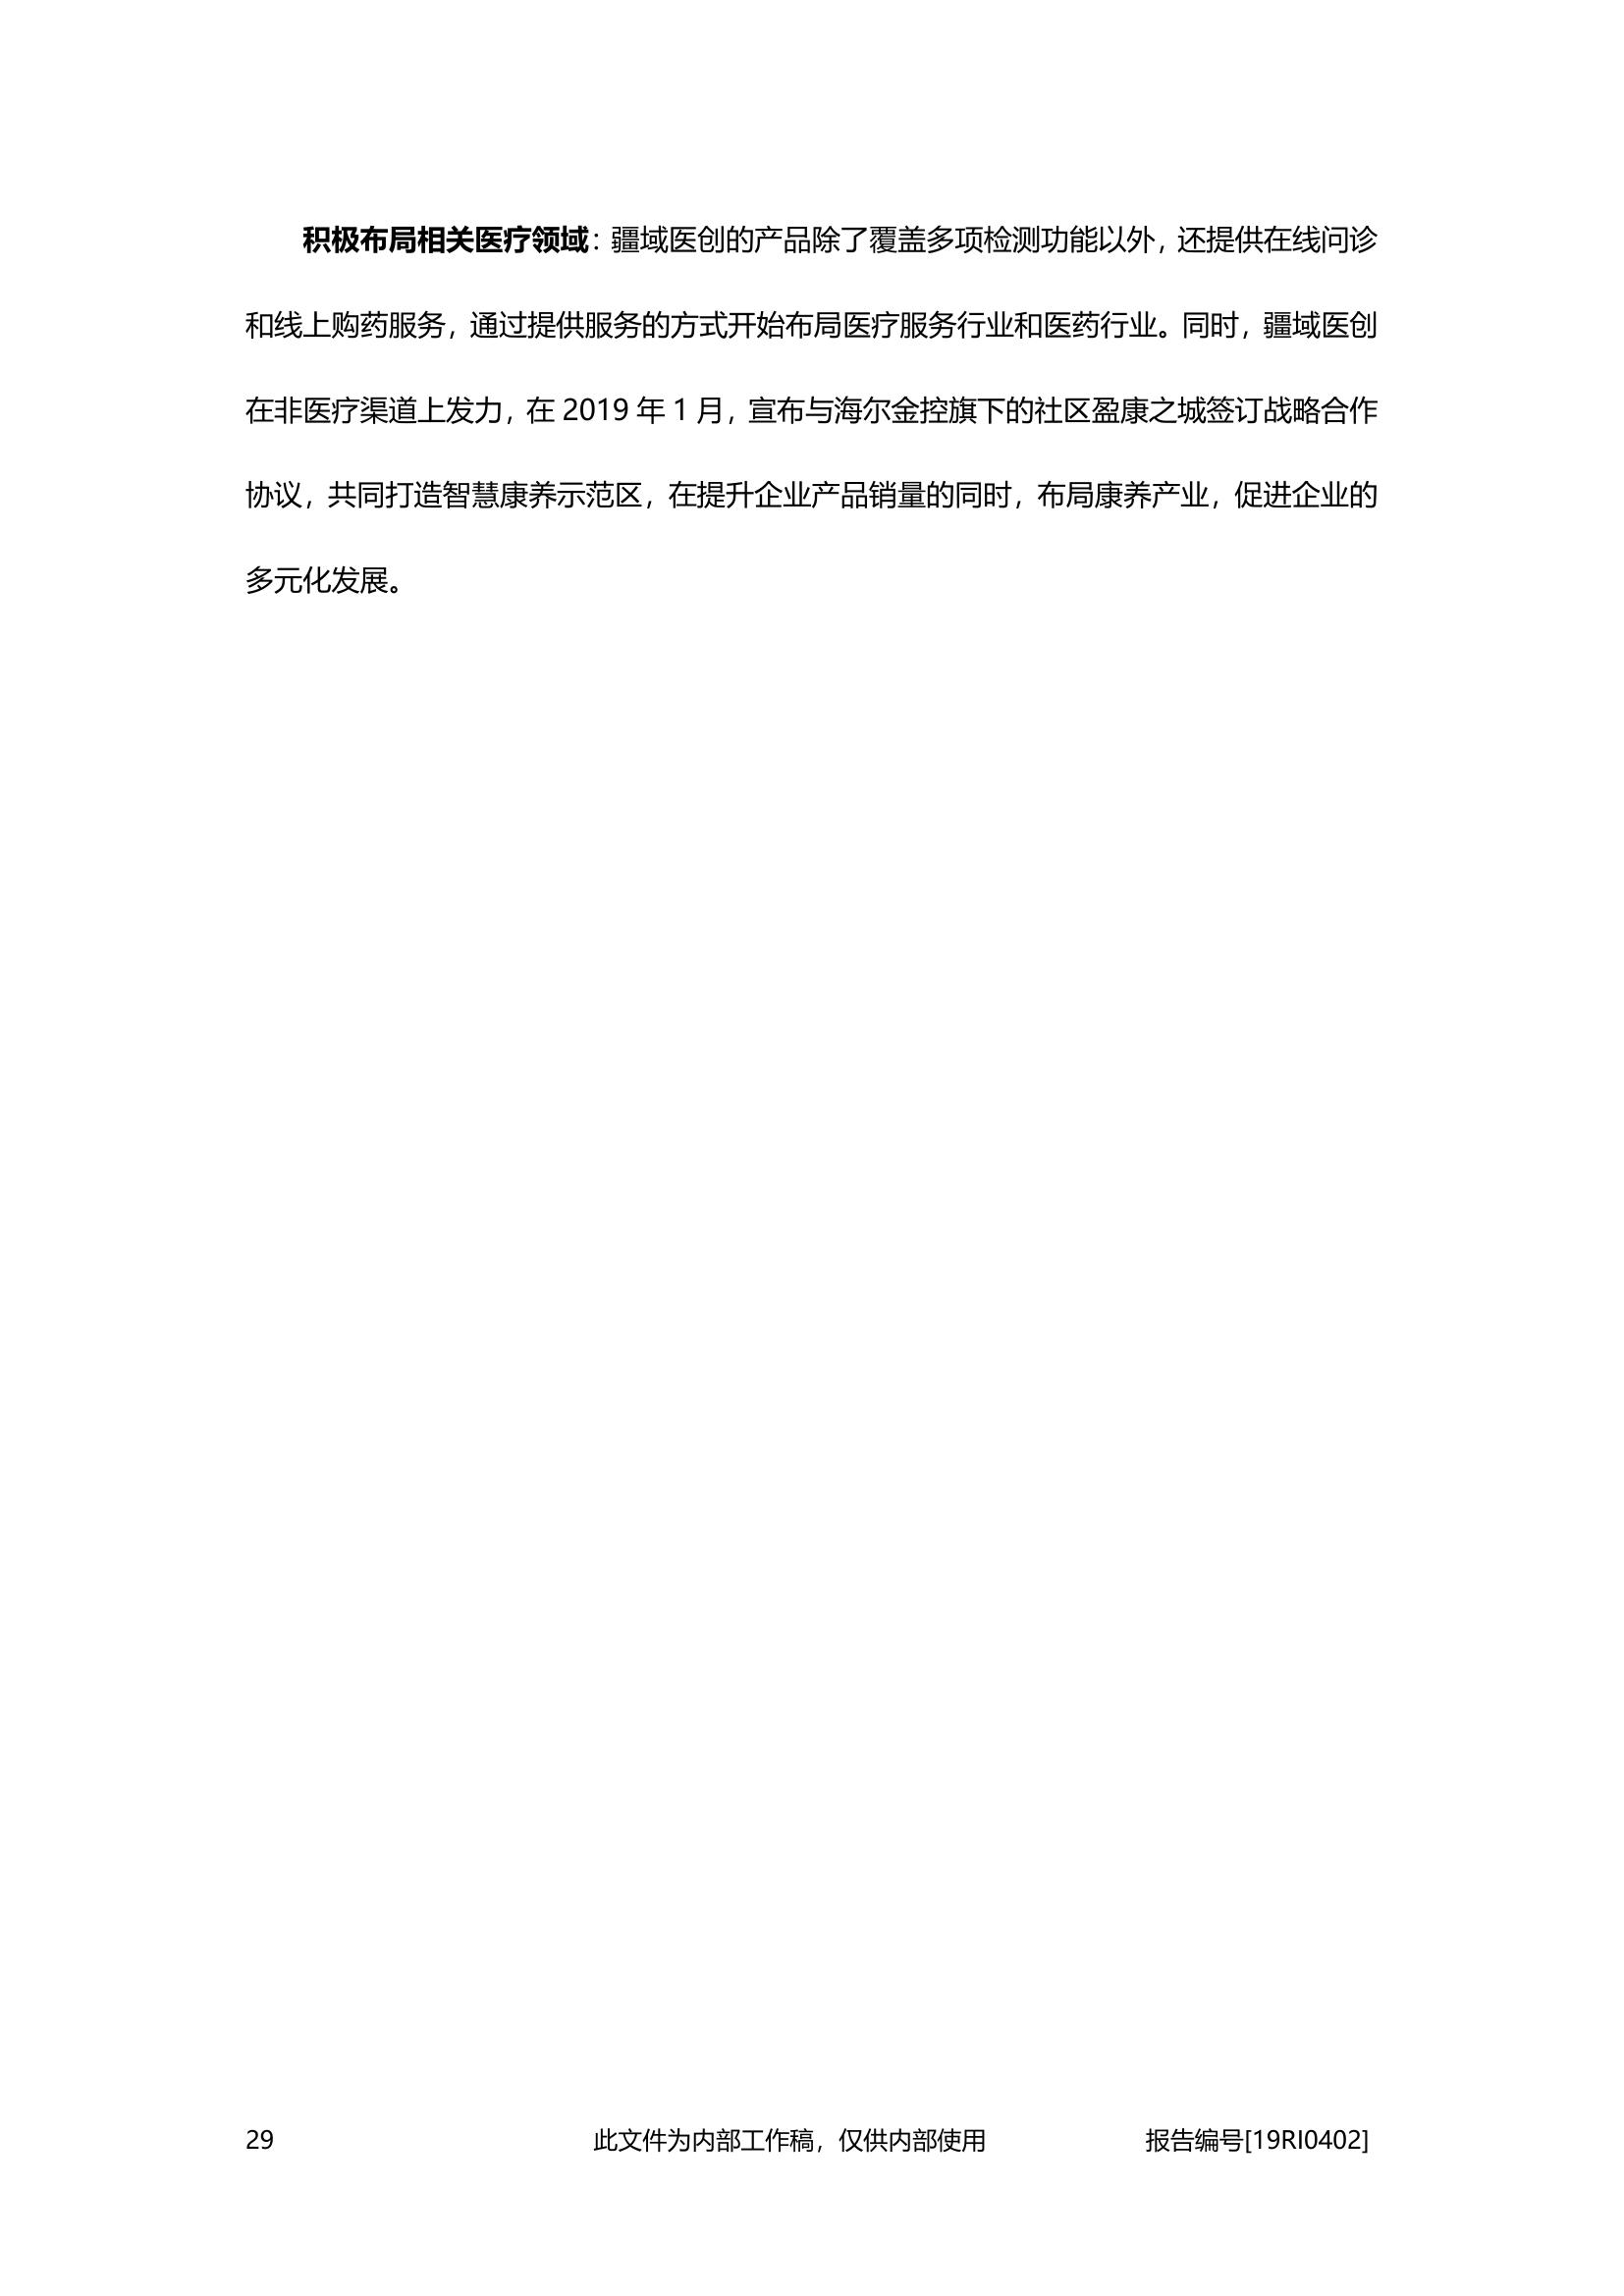 积极布局相关医疗领域：疆域医创的产品除了覆盖多项检测功能以外，还提供在线问诊
和线上购药服务，通过提供服务的方式开始布局医疗服务行业和医药行业。同时，疆域医创
在非医疗渠道上发力，在 2019 年 1 月，宣布与海尔金控旗下的社区盈康之城签订战略合作
协议，共同打造智慧康养示范区，在提升企业产品销量的同时，布局康养产业，促进企业的
多元化发展。
29 此文件为内部工作稿，仅供内部使用 报告编号[19RI0402]